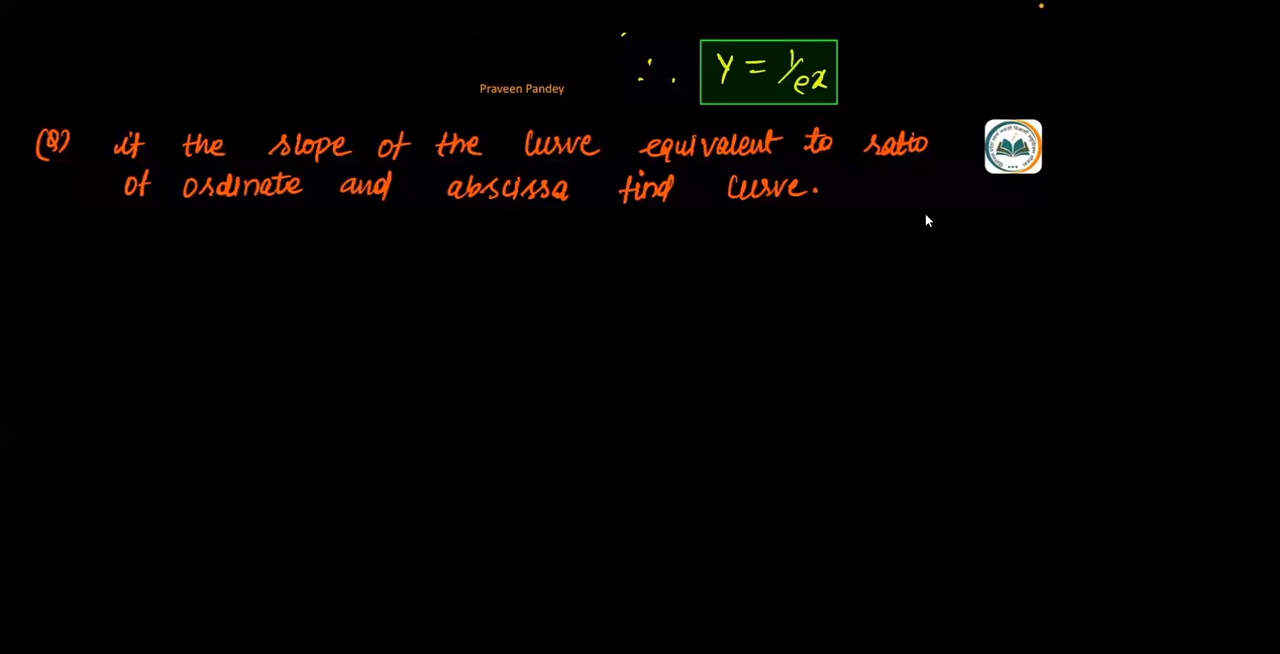 ∴ y = 1/ex
Praveen Pandey
(Q) if the slope of the curve equivalent to ratio
of ordinate and abscissa find curve.